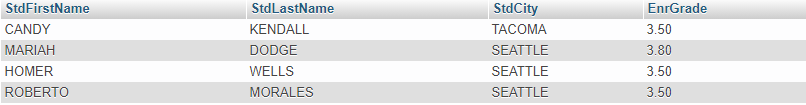 StdFirstName StdLastName StdCity EnrGrade
CANDY KENDALL TACOMA 3.50
MARIAH DODGE SEATTLE 3.80
HOMER WELLS SEATTLE 3.50
ROBERTO MORALES SEATTLE 3.50